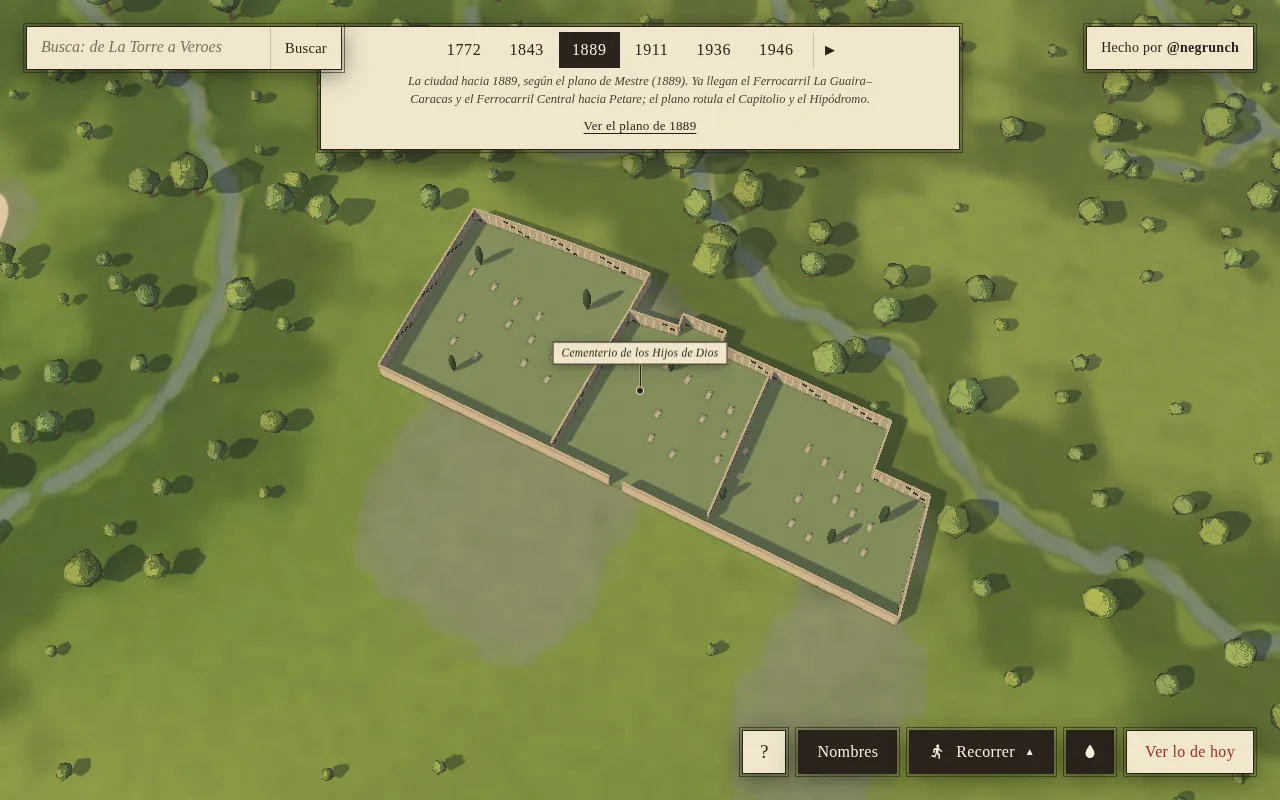 Busca: de La Torre a Veroes
Buscar
1772 1843 1889 1911 1936 1946
La ciudad hacia 1889, según el plano de Mestre (1889). Ya llegan el Ferrocarril La Guaira–
Caracas y el Ferrocarril Central hacia Petare; el plano rotula el Capitolio y el Hipódromo.
Ver el plano de 1889
Hecho por @negrunch
Cementerio de los Hijos de Dios
?
Nombres
Recorrer
Ver lo de hoy